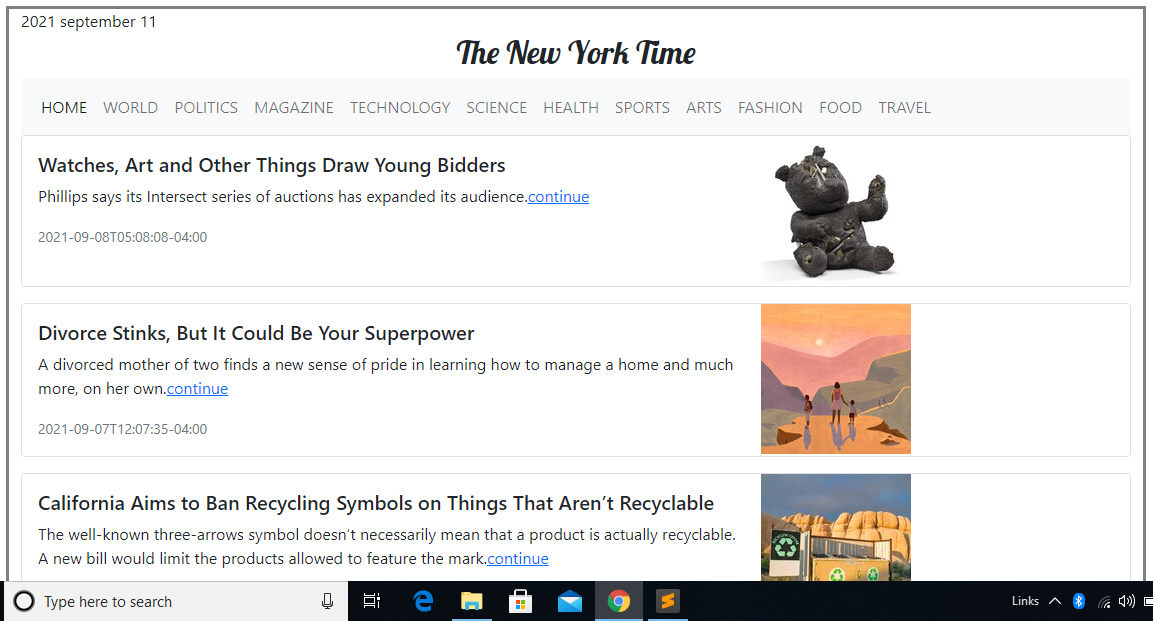 2021 september 11
The New York Time
HOME WORLD POLITICS MAGAZINE TECHNOLOGY SCIENCE HEALTH SPORTS ARTS FASHION FOOD TRAVEL
Watches, Art and Other Things Draw Young Bidders
Phillips says its Intersect series of auctions has expanded its audience.continue
2021-09-08T05:08:08-04:00
Divorce Stinks, But It Could Be Your Superpower
A divorced mother of two finds a new sense of pride in learning how to manage a home and much
more, on her own.continue
2021-09-07T12:07:35-04:00
California Aims to Ban Recycling Symbols on Things That Aren’t Recyclable
The well-known three-arrows symbol doesn’t necessarily mean that a product is actually recyclable.
A new bill would limit the products allowed to feature the mark.continue
Type here to search
Links